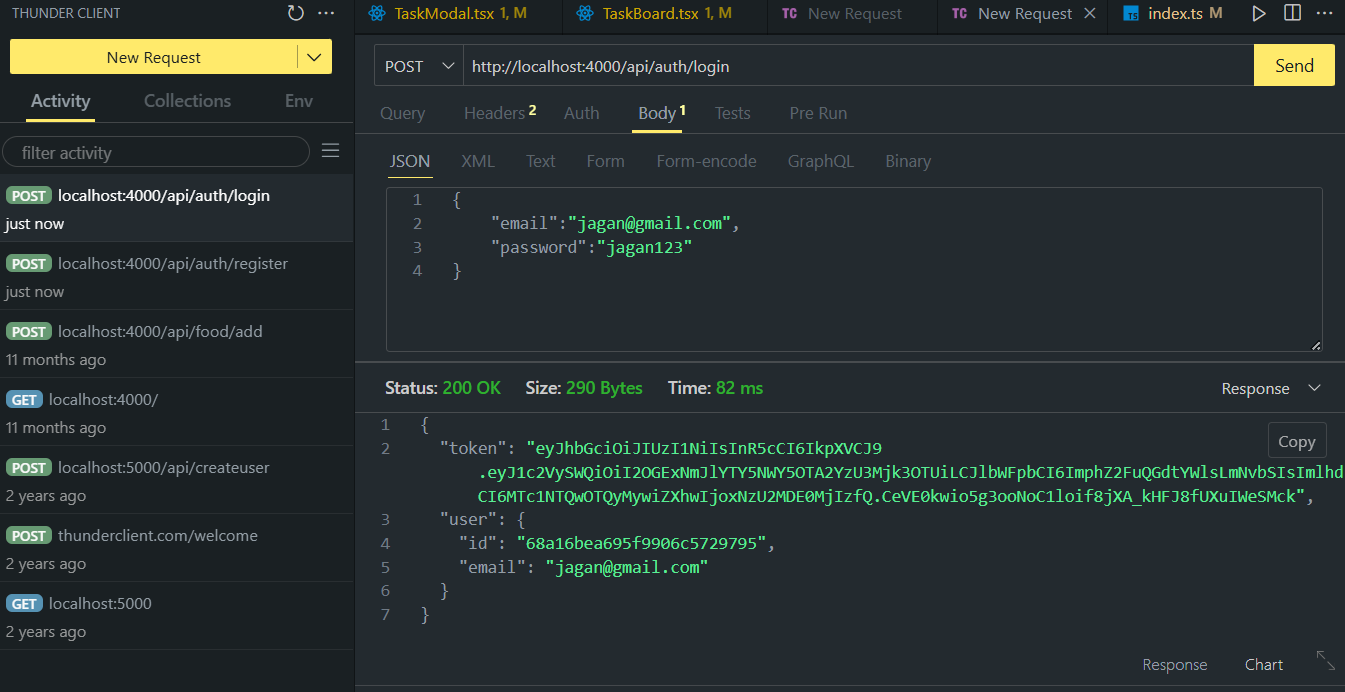 THUNDER CLIENT
TaskModal.tsx 1, M
TaskBoard.tsx 1, M
TC New Request
TC New Request
TS index.ts M
New Request
POST
http://localhost:4000/api/auth/login
Send
Activity
Collections
Env
Query
Headers 2
Auth
Body 1
Tests
Pre Run
filter activity
JSON
XML
Text
Form
Form-encode
GraphQL
Binary
POST localhost:4000/api/auth/login
just now
POST localhost:4000/api/auth/register
just now
POST localhost:4000/api/food/add
11 months ago
GET localhost:4000/
11 months ago
POST localhost:5000/api/createuser
2 years ago
POST thunderclient.com/welcome
2 years ago
GET localhost:5000
2 years ago
1 {
2 "email":"jagan@gmail.com",
3 "password":"jagan123"
4 }
Status: 200 OK
Size: 290 Bytes
Time: 82 ms
Response
Copy
1 {
2 "token": "eyJhbGciOiJIUzI1NiIsInR5cCI6IkpXVCJ9
.eyJ1c2VySWQiOiI2OGExNmJlYTY5NWY5OTA2YzU3Mjk3OTUiLCJlbWFpbCI6ImphZ2FuQGdtYWlsLmNvbSIsImlhd
CI6MTc1NTQwOTQyMywiZXhwIjoxNzU2MDE0MjIzfQ.CeVE0kwio5g3ooNoC1loif8jXA_kHFJ8fUXuIWeSMck",
3 "user": {
4 "id": "68a16bea695f9906c5729795",
5 "email": "jagan@gmail.com"
6 }
7 }
Response
Chart